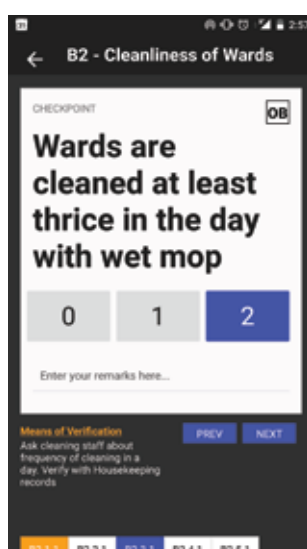 2:57
B2 - Cleanliness of Wards
CHECKPOINT
OB
Wards are
cleaned at least
thrice in the day
with wet mop
0 1 2
Enter your remarks here...
Means of Verification
PREV NEXT
Ask cleaning staff about
frequency of cleaning in a
day. Verify with Housekeeping
records